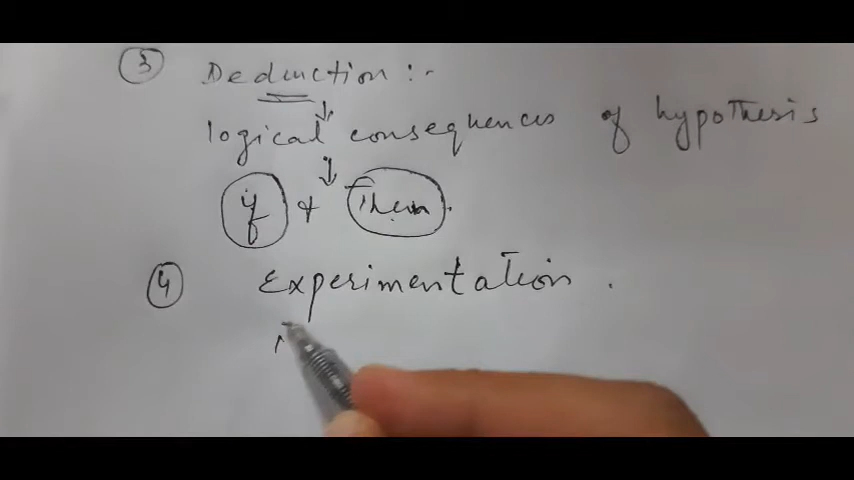 ③ Deduction :-
logical consequences of hypothesis
if & Then.
④ Experimentation .